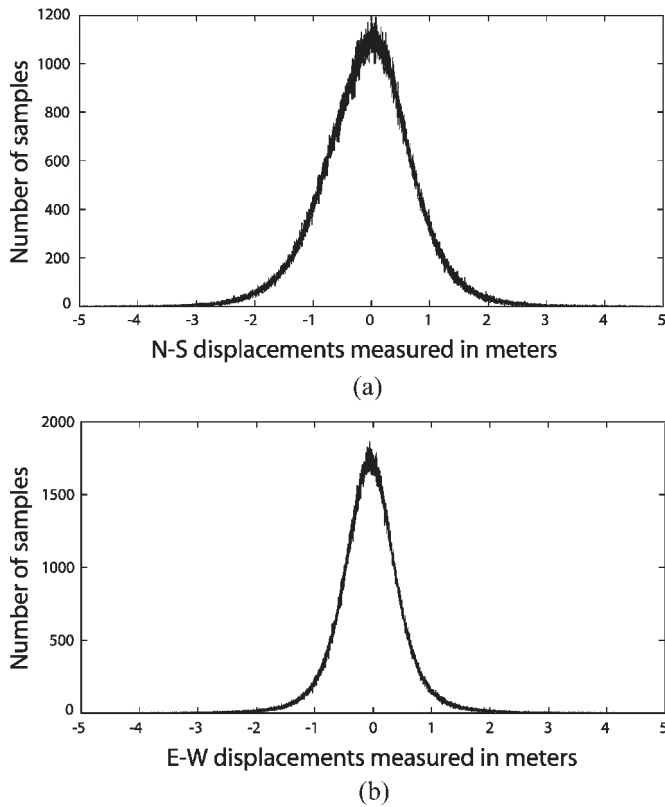 1200
1000
800
600
400
200
0
Number of samples
-5 -4 -3 -2 -1 0 1 2 3 4 5
N-S displacements measured in meters
(a)
2000
1500
1000
500
0
Number of samples
-5 -4 -3 -2 -1 0 1 2 3 4 5
E-W displacements measured in meters
(b)